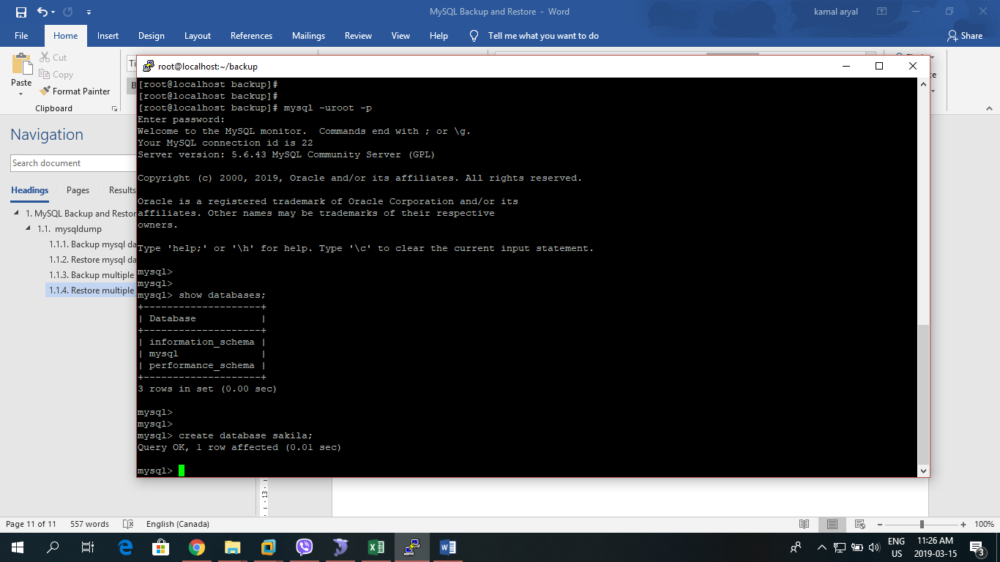 MySQL Backup and Restore - Word
kamal aryal
File Home Insert Design Layout References Mailings Review View Help Tell me what you want to do Share
Cut
Copy
Paste
Format Painter
Clipboard
B
Navigation
Search document
Headings Pages Results
1. MySQL Backup and Restor
1.1. mysqldump
1.1.1. Backup mysql da
1.1.2. Restore mysql da
1.1.3. Backup multiple
1.1.4. Restore multiple
root@localhost:~/backup
[root@localhost backup]#
[root@localhost backup]#
[root@localhost backup]# mysql -uroot -p
Enter password:
Welcome to the MySQL monitor.  Commands end with ; or \g.
Your MySQL connection id is 22
Server version: 5.6.43 MySQL Community Server (GPL)
Copyright (c) 2000, 2019, Oracle and/or its affiliates. All rights reserved.
Oracle is a registered trademark of Oracle Corporation and/or its
affiliates. Other names may be trademarks of their respective
owners.
Type 'help;' or '\h' for help. Type '\c' to clear the current input statement.
mysql>
mysql>
mysql> show databases;
+--------------------+
| Database           |
+--------------------+
| information_schema |
| mysql              |
| performance_schema |
+--------------------+
3 rows in set (0.00 sec)
mysql>
mysql>
mysql> create database sakila;
Query OK, 1 row affected (0.01 sec)
mysql>
13
Page 11 of 11 557 words English (Canada) 100%
ENG
US
11:26 AM
2019-03-15
3